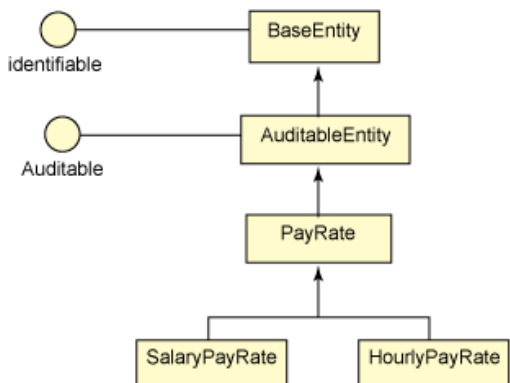 BaseEntity
identifiable
AuditableEntity
Auditable
PayRate
SalaryPayRate
HourlyPayRate